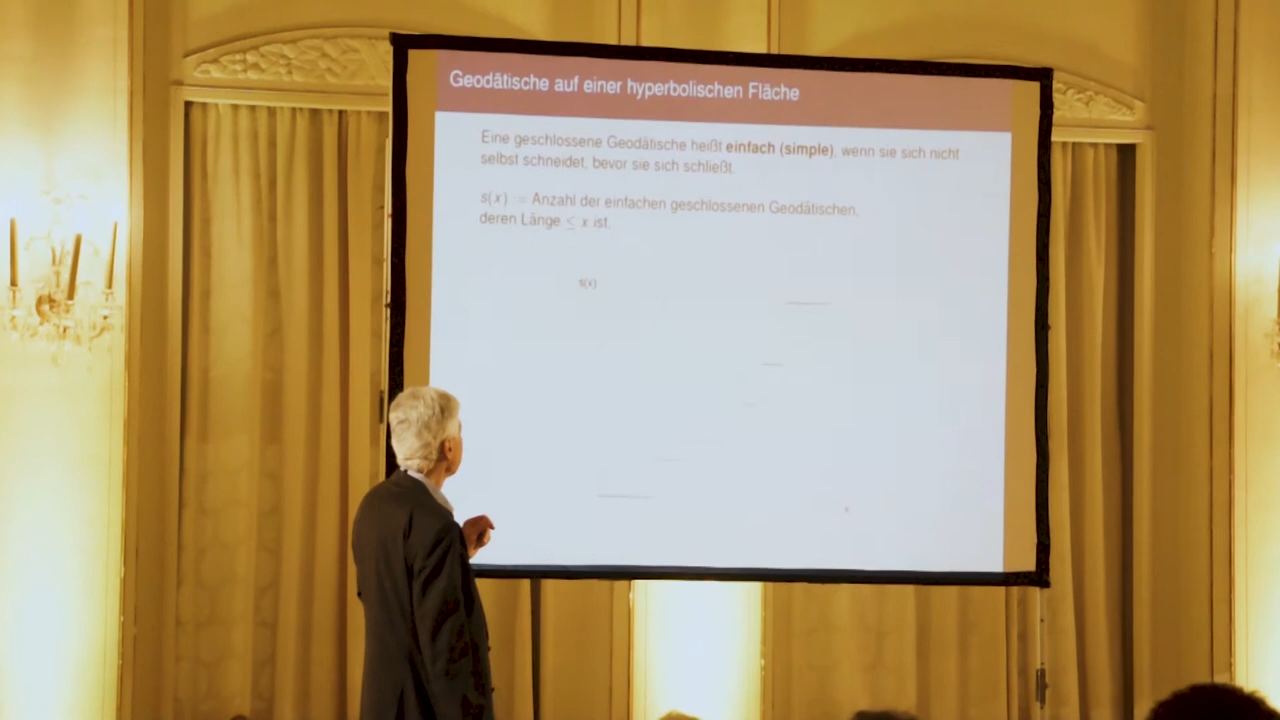 Geodätische auf einer hyperbolischen Fläche
Eine geschlossene Geodätische heißt einfach (simple), wenn sie sich nicht
selbst schneidet, bevor sie sich schließt.
s(x) := Anzahl der einfachen geschlossenen Geodätischen,
deren Länge ≤ x ist.
s(x)
x